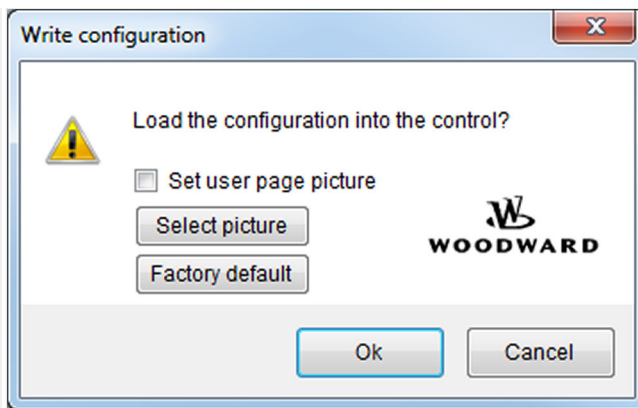 Write configuration
Load the configuration into the control?
Set user page picture
Select picture
WOODWARD
Factory default
Ok
Cancel